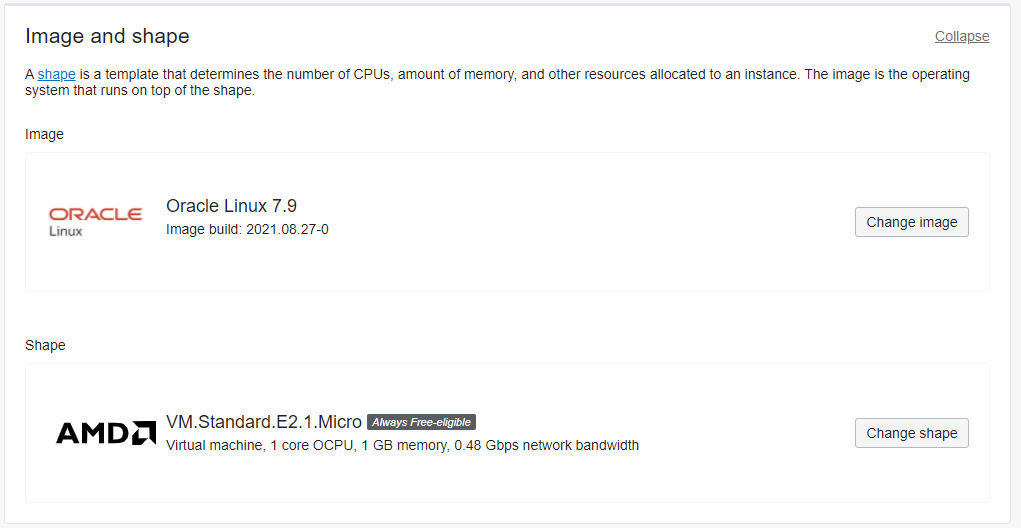 Image and shape
Collapse
A shape is a template that determines the number of CPUs, amount of memory, and other resources allocated to an instance. The image is the operating
system that runs on top of the shape.
Image
ORACLE
Linux
Oracle Linux 7.9
Image build: 2021.08.27-0
Change image
Shape
AMD
VM.Standard.E2.1.Micro Always Free-eligible
Virtual machine, 1 core OCPU, 1 GB memory, 0.48 Gbps network bandwidth
Change shape